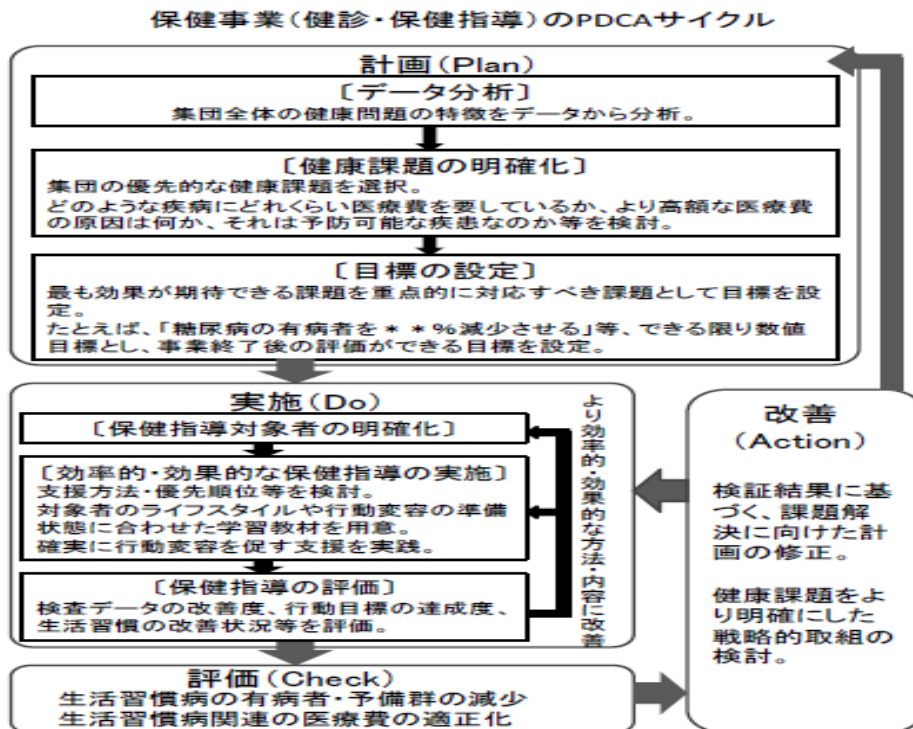 保健事業(健診・保健指導)のPDCAサイクル
計画(Plan)
〔データ分析〕
集団全体の健康問題の特徴をデータから分析。
〔健康課題の明確化〕
集団の優先的な健康課題を選択。
どのような疾病にどれくらい医療費を要しているか、より高額な医療費
の原因は何か、それは予防可能な疾患なのか等を検討。
〔目標の設定〕
最も効果が期待できる課題を重点的に対応すべき課題として目標を設
定。
たとえば、「糖尿病の有病者を**%減少させる」等、できる限り数値
目標とし、事業終了後の評価ができる目標を設定。
実施(Do)
〔保健指導対象者の明確化〕
〔効率的・効果的な保健指導の実施〕
支援方法・優先順位等を検討。
対象者のライフスタイルや行動変容の準備
状態に合わせた学習教材を用意。
確実に行動変容を促す支援を実践。
〔保健指導の評価〕
検査データの改善度、行動目標の達成度、
生活習慣の改善状況等を評価。
より効率的・効果的な方法・内容に改善
評価(Check)
生活習慣病の有病者・予備群の減少
生活習慣病関連の医療費の適正化
改善
(Action)
検証結果に基
づく、課題解
決に向けた計
画の修正。
健康課題をよ
り明確にした
戦略的取組の
検討。